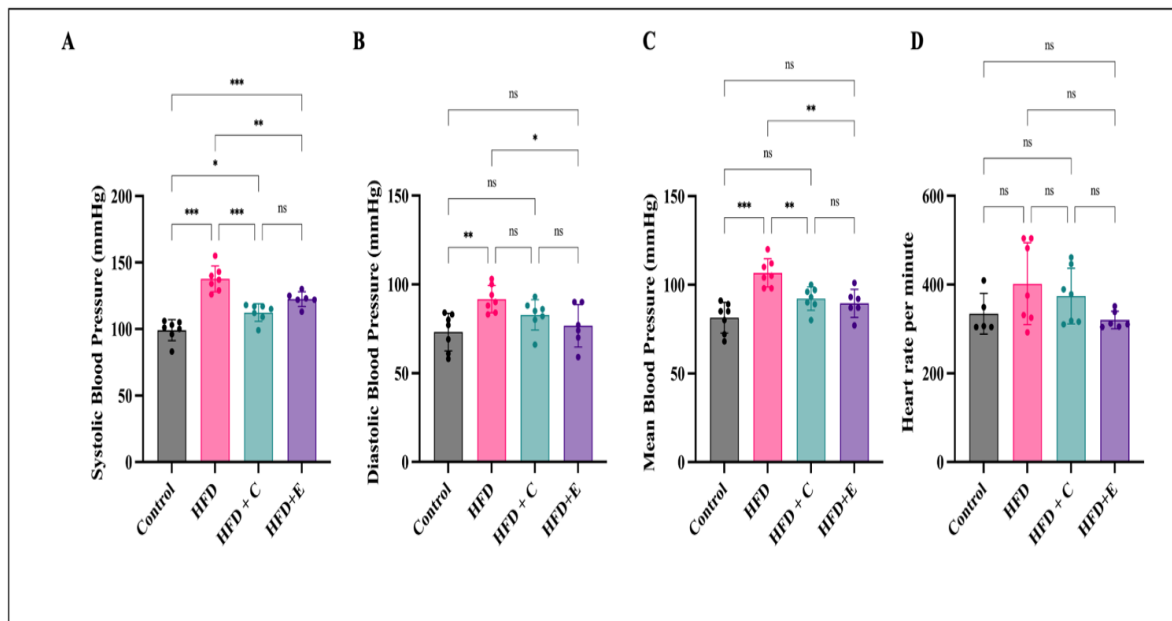 A
***
**
*
*** *** ns
Systolic Blood Pressure (mmHg)
200
150
100
50
0
Control
HFD
HFD + C
HFD+E
B
ns
*
ns
** ns ns
Diastolic Blood Pressure (mmHg)
150
100
50
0
Control
HFD
HFD + C
HFD+E
C
ns
**
ns
*** ** ns
Mean Blood Pressure (mmHg)
150
100
50
0
Control
HFD
HFD + C
HFD+E
D
ns
ns
ns
ns ns ns
Heart rate per minute
600
400
200
0
Control
HFD
HFD + C
HFD+E